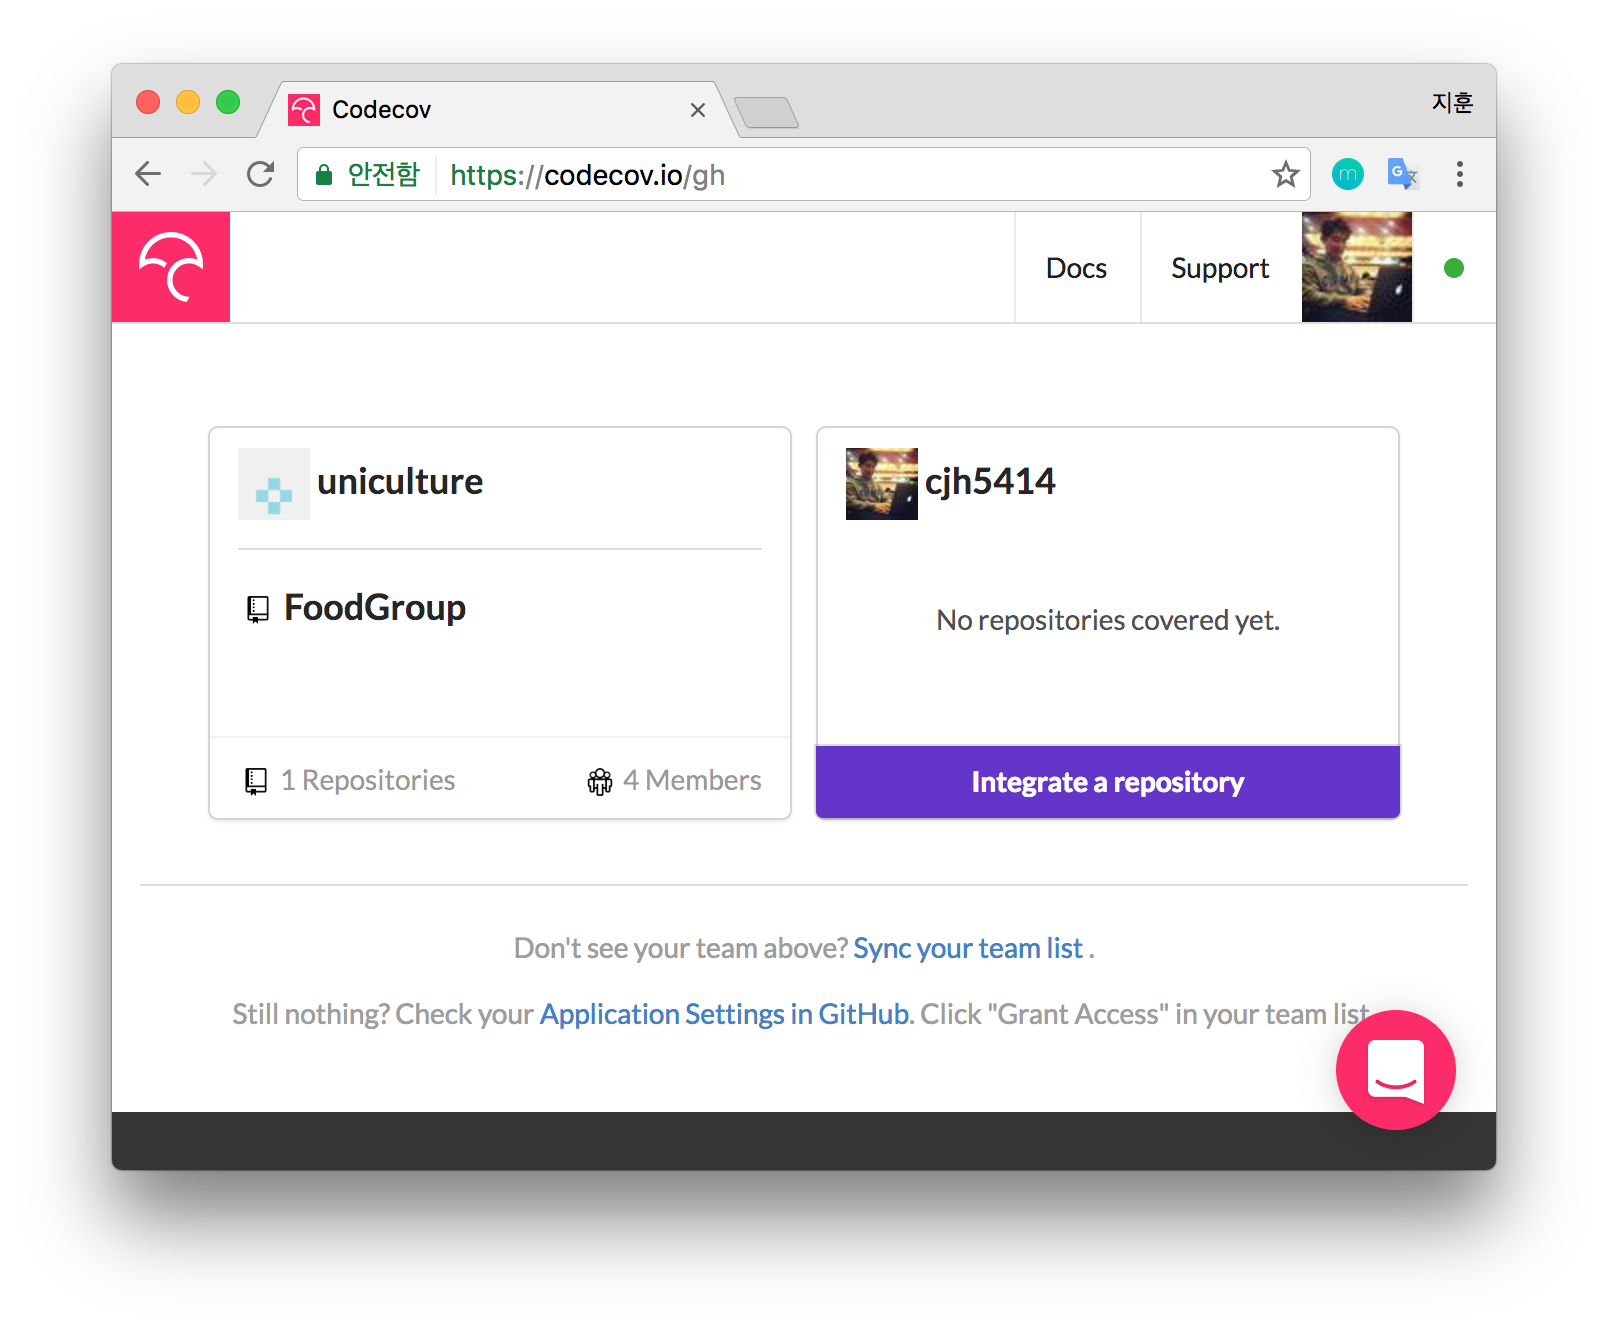 Codecov
지훈
안전함 https://codecov.io/gh
m
G 文
Docs Support
uniculture
FoodGroup
1 Repositories 4 Members
cjh5414
No repositories covered yet.
Integrate a repository
Don't see your team above? Sync your team list .
Still nothing? Check your Application Settings in GitHub. Click "Grant Access" in your team list